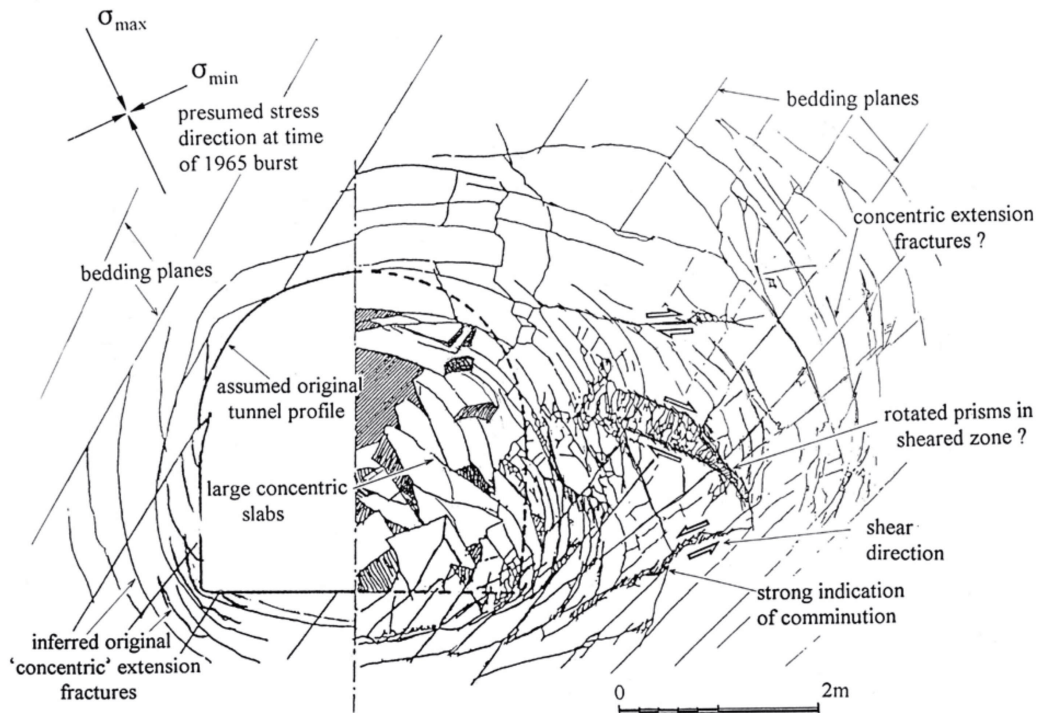 σmax
σmin
presumed stress
direction at time
of 1965 burst
bedding planes
concentric extension
fractures ?
bedding planes
assumed original
tunnel profile
rotated prisms in
sheared zone ?
large concentric
slabs
shear
direction
strong indication
of comminution
inferred original
'concentric' extension
fractures
0
2m